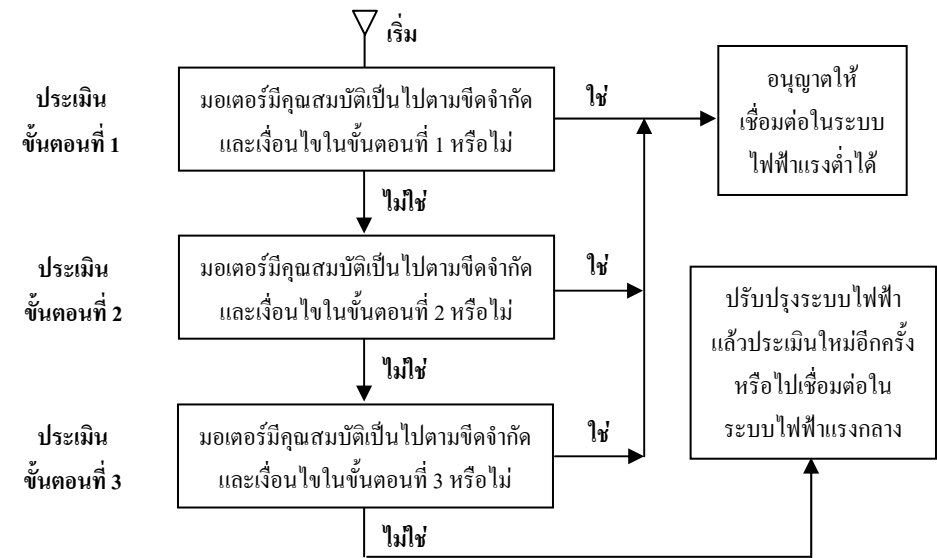 เริ่ม
ประเมิน
ขั้นตอนที่ 1
มอเตอร์มีคุณสมบัติเป็นไปตามขีดจำกัด
และเงื่อนไขในขั้นตอนที่ 1 หรือไม่
ใช่
อนุญาตให้
เชื่อมต่อในระบบ
ไฟฟ้าแรงต่ำได้
ไม่ใช่
ประเมิน
ขั้นตอนที่ 2
มอเตอร์มีคุณสมบัติเป็นไปตามขีดจำกัด
และเงื่อนไขในขั้นตอนที่ 2 หรือไม่
ใช่
ปรับปรุงระบบไฟฟ้า
แล้วประเมินใหม่อีกครั้ง
หรือไปเชื่อมต่อใน
ระบบไฟฟ้าแรงกลาง
ไม่ใช่
ประเมิน
ขั้นตอนที่ 3
มอเตอร์มีคุณสมบัติเป็นไปตามขีดจำกัด
และเงื่อนไขในขั้นตอนที่ 3 หรือไม่
ใช่
ไม่ใช่